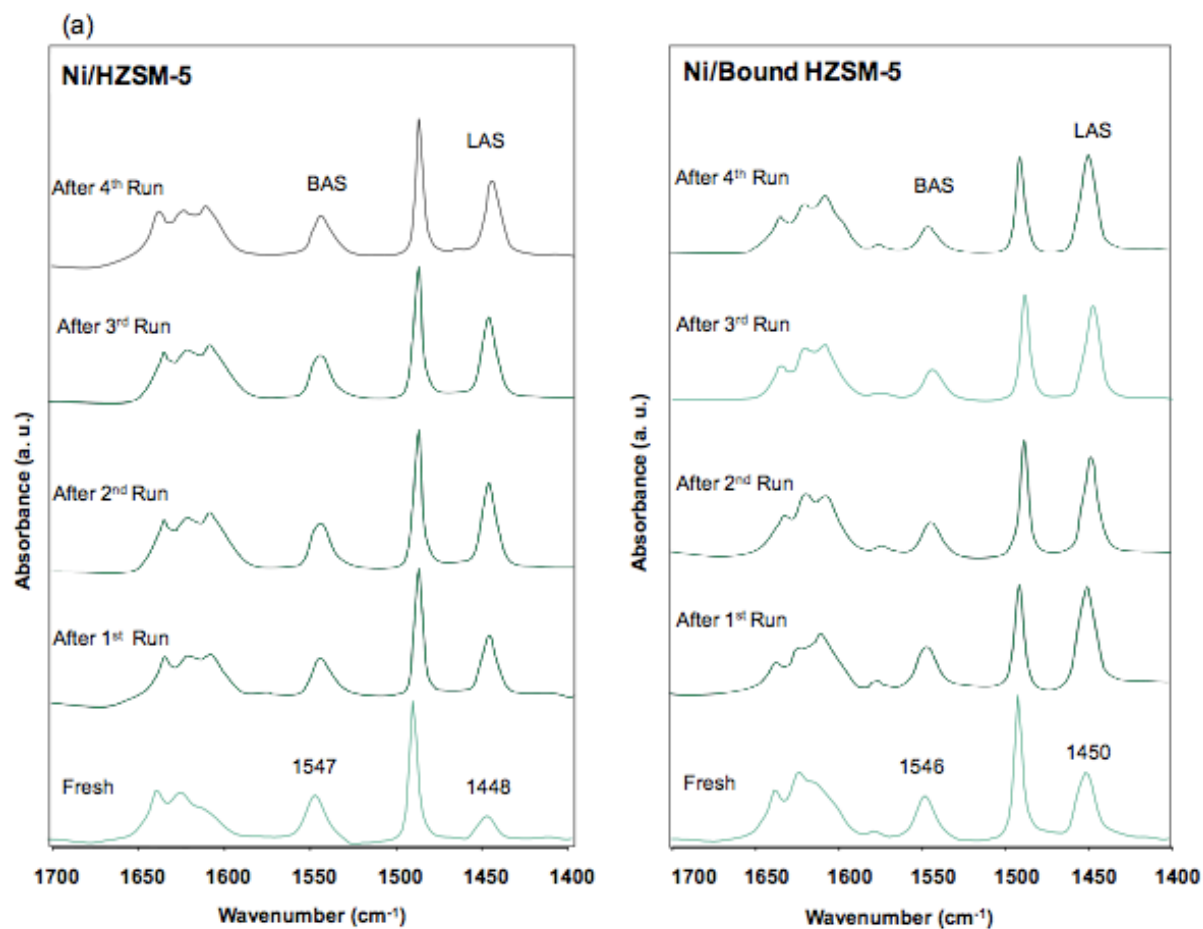 (a)
Ni/HZSM-5
LAS
BAS
After 4th Run
After 3rd Run
After 2nd Run
After 1st Run
1547
1448
Fresh
Absorbance (a. u.)
1700 1650 1600 1550 1500 1450 1400
Wavenumber (cm-1)
Ni/Bound HZSM-5
LAS
BAS
After 4th Run
After 3rd Run
After 2nd Run
After 1st Run
1546
1450
Fresh
Absorbance (a. u.)
1700 1650 1600 1550 1500 1450 1400
Wavenumber (cm-1)